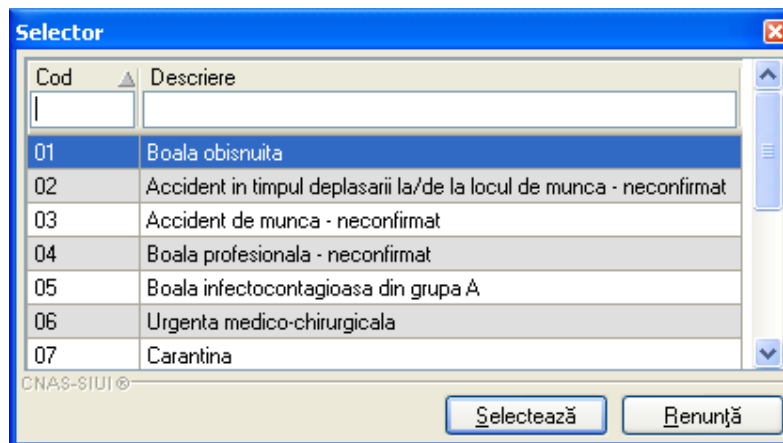 Selector
Cod Descriere
01 Boala obisnuita
02 Accident in timpul deplasarii la/de la locul de munca - neconfirmat
03 Accident de munca - neconfirmat
04 Boala profesionala - neconfirmat
05 Boala infectocontagioasa din grupa A
06 Urgenta medico-chirurgicala
07 Carantina
CNAS-SIUI ®
Selectează Renunţă